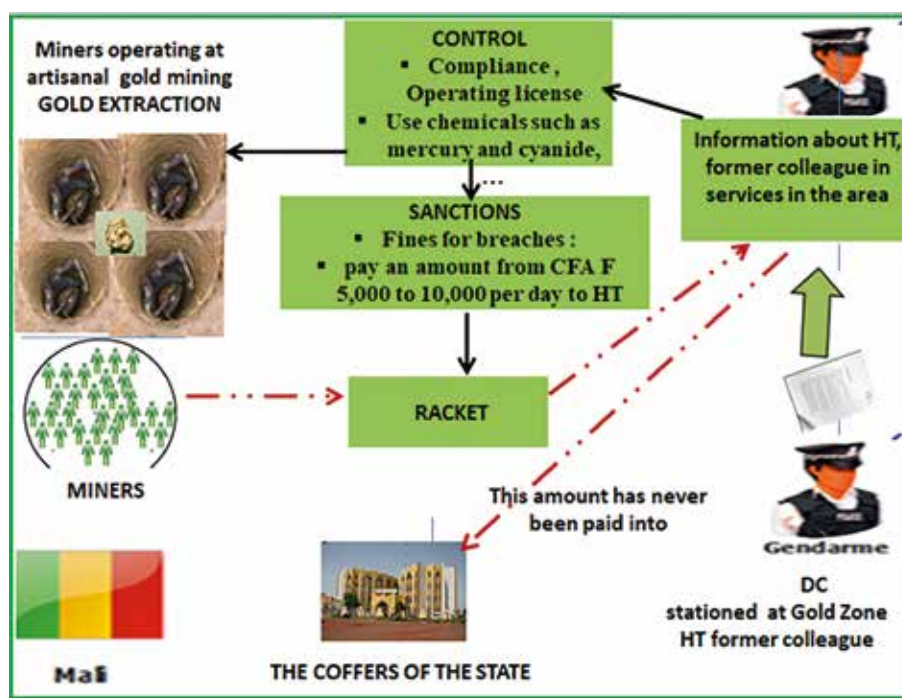 Miners operating at
artisanal gold mining
GOLD EXTRACTION
CONTROL
▪ Compliance ,
Operating license
▪ Use chemicals such as
mercury and cyanide,
...
Information about HT,
former colleague in
services in the area
SANCTIONS
▪ Fines for breaches :
▪ pay an amount from CFA F
5,000 to 10,000 per day to HT
RACKET
MINERS
This amount has never
been paid into
Gendarme
DC
stationed at Gold Zone
HT former colleague
THE COFFERS OF THE STATE
Mali